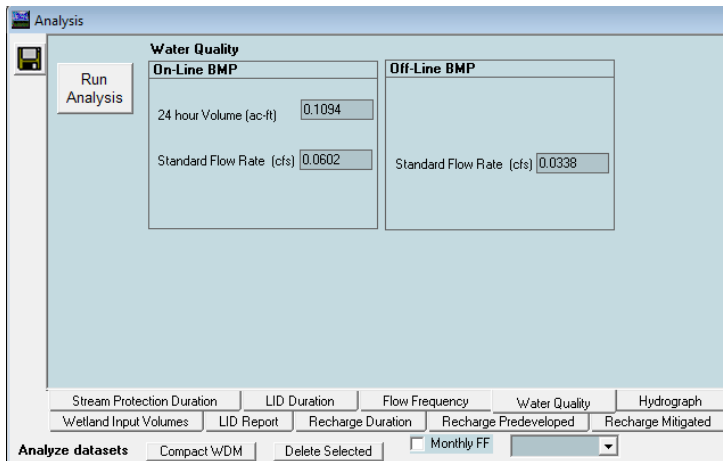 Analysis
Run
Analysis
Water Quality
On-Line BMP
24 hour Volume (ac-ft) 0.1094
Standard Flow Rate (cfs) 0.0602
Off-Line BMP
Standard Flow Rate (cfs) 0.0338
Stream Protection Duration LID Duration Flow Frequency Water Quality Hydrograph
Wetland Input Volumes LID Report Recharge Duration Recharge Predeveloped Recharge Mitigated
Analyze datasets Compact WDM Delete Selected Monthly FF